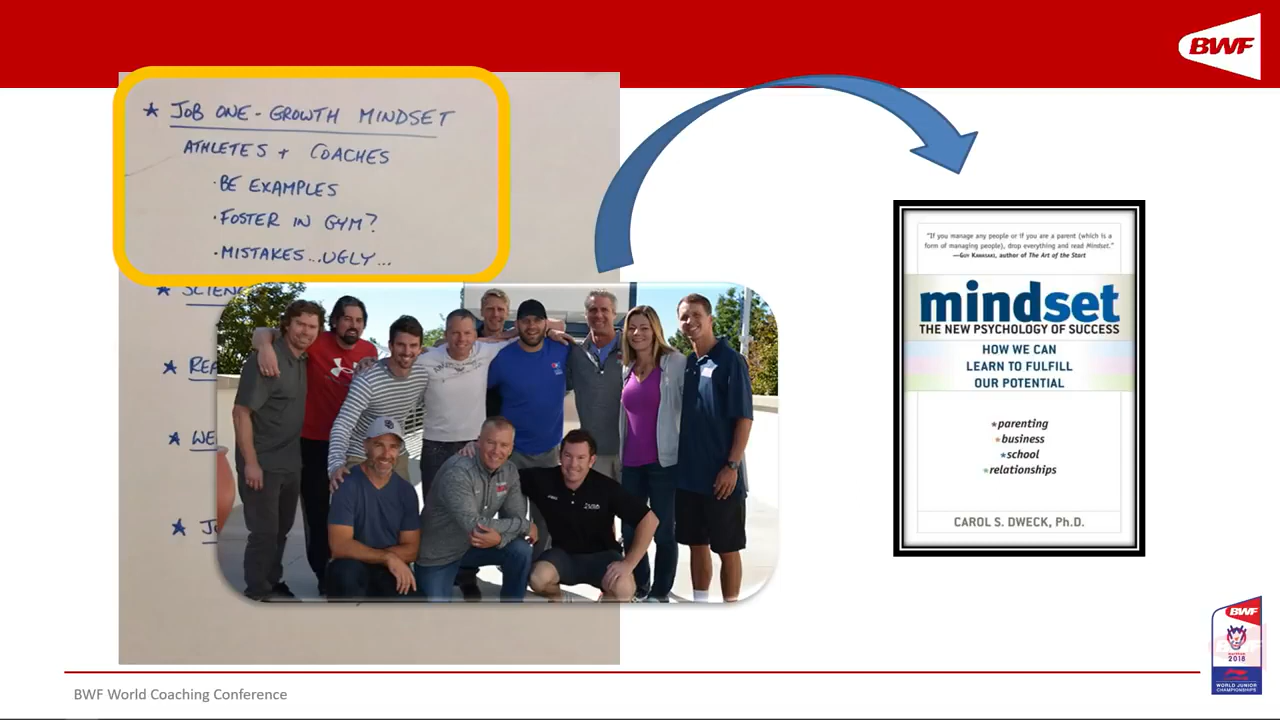 BWF
★ JOB ONE - GROWTH MINDSET
ATHLETES + COACHES
·BE EXAMPLES
·FOSTER IN GYM?
·MISTAKES...UGLY...
★
★
★ WE
★
"If you manage any people or if you are a parent (which is a
form of managing people), drop everything and read Mindset."
—GUY KAWASAKI, author of The Art of the Start
mindset
THE NEW PSYCHOLOGY OF SUCCESS
HOW WE CAN
LEARN TO FULFILL
OUR POTENTIAL
*parenting
*business
*school
*relationships
CAROL S. DWECK, Ph.D.
BWF
2018
WORLD JUNIOR
CHAMPIONSHIPS
BWF World Coaching Conference